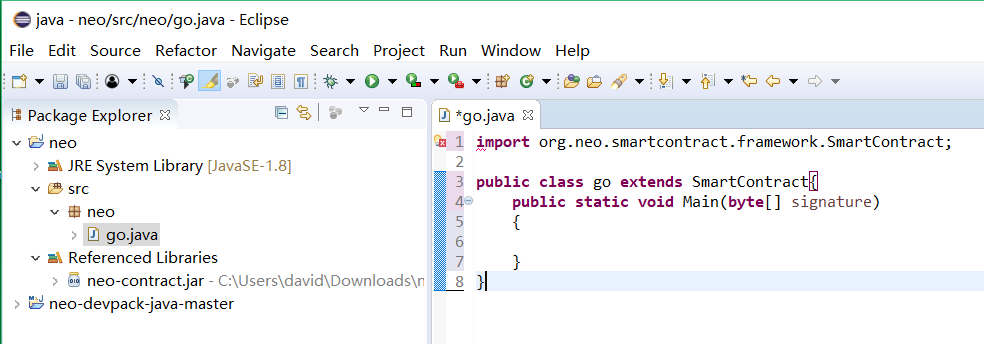 java - neo/src/neo/go.java - Eclipse
File Edit Source Refactor Navigate Search Project Run Window Help
Package Explorer
neo
JRE System Library [JavaSE-1.8]
src
neo
go.java
Referenced Libraries
neo-contract.jar - C:\Users\david\Downloads\n
neo-devpack-java-master
*go.java
1 import org.neo.smartcontract.framework.SmartContract;
2
3 public class go extends SmartContract{
4 public static void Main(byte[] signature)
5 {
6
7 }
8 }